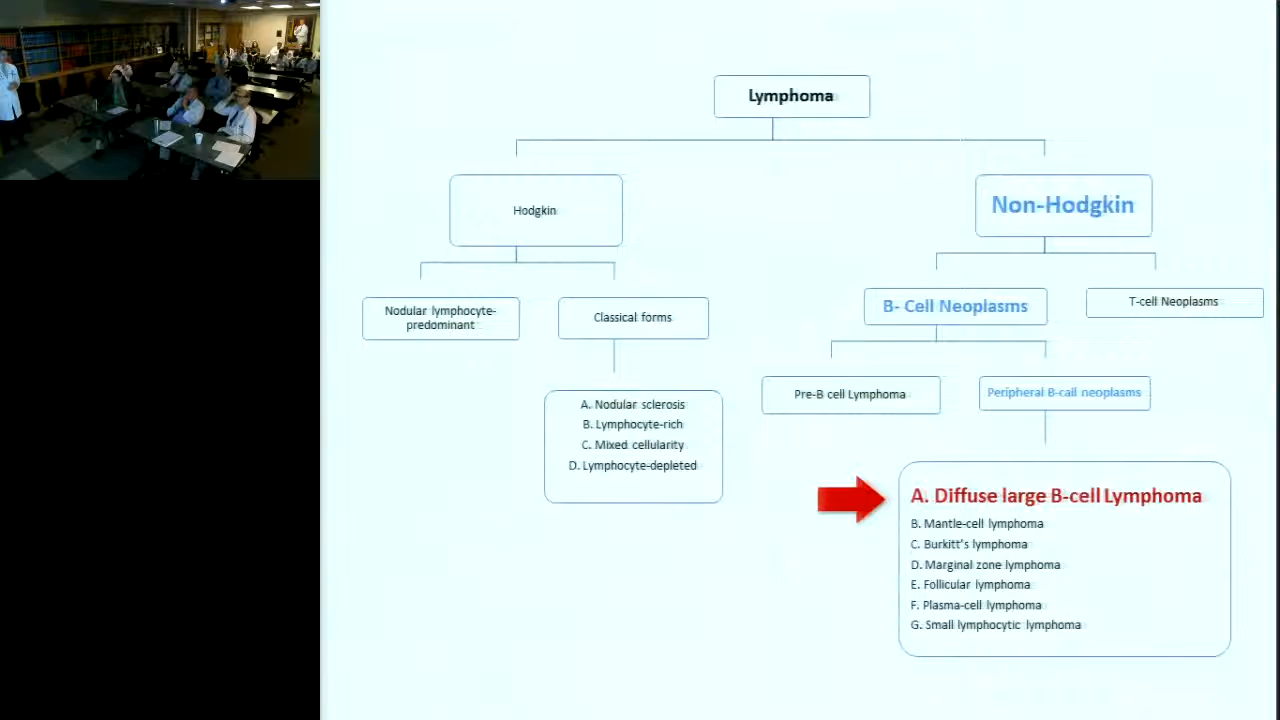 Lymphoma
Hodgkin
Non-Hodgkin
Nodular lymphocyte-
predominant
Classical forms
B- Cell Neoplasms
T-cell Neoplasms
Pre-B cell Lymphoma
Peripheral B-call neoplasms
A. Nodular sclerosis
B. Lymphocyte-rich
C. Mixed cellularity
D. Lymphocyte-depleted
A. Diffuse large B-cell Lymphoma
B. Mantle-cell lymphoma
C. Burkitt's lymphoma
D. Marginal zone lymphoma
E. Follicular lymphoma
F. Plasma-cell lymphoma
G. Small lymphocytic lymphoma